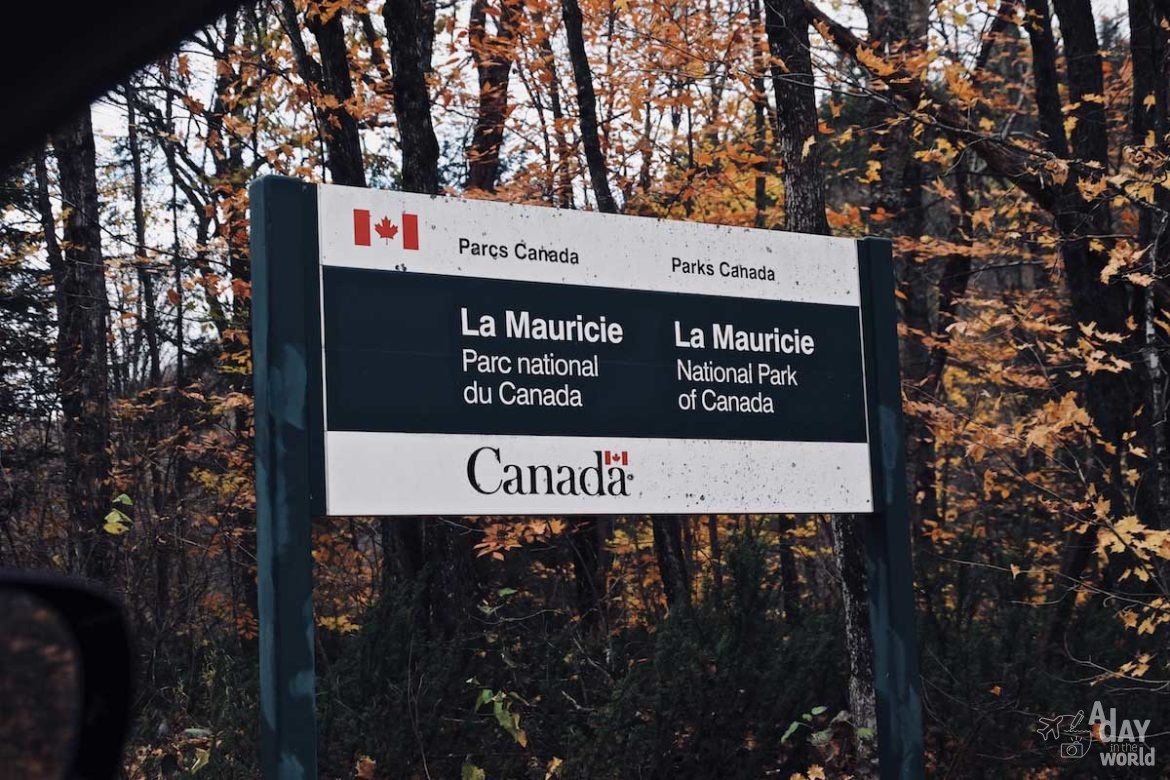 Parcs Canada
Parks Canada
La Mauricie
Parc national
du Canada
La Mauricie
National Park
of Canada
Canada
A
dAY
in the
WORLD